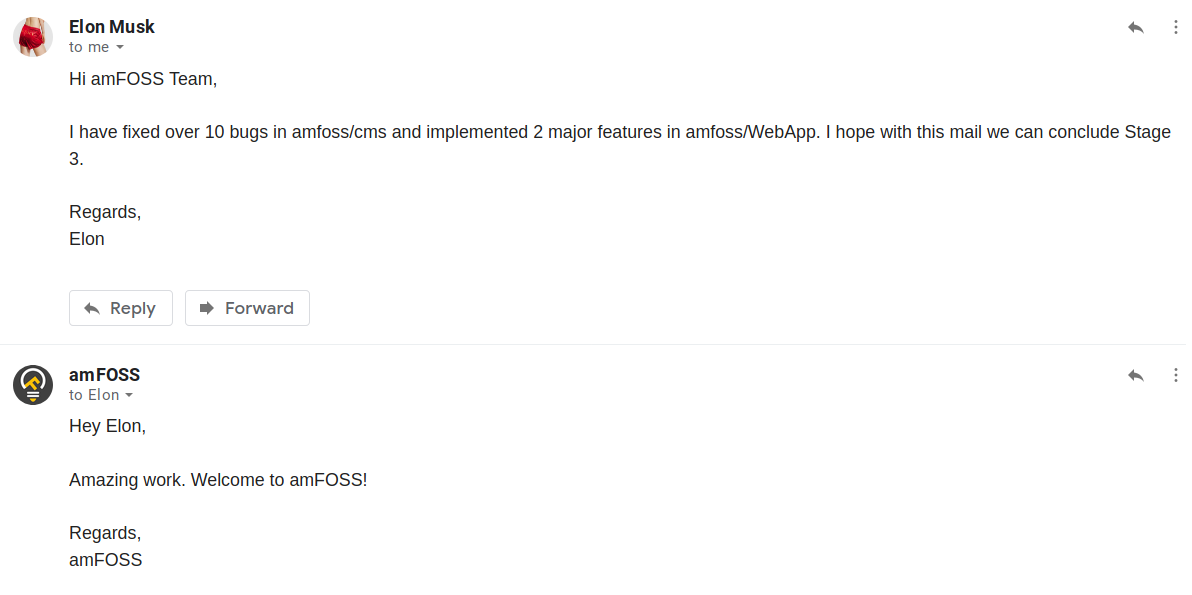 Elon Musk
to me
Hi amFOSS Team,
I have fixed over 10 bugs in amfoss/cms and implemented 2 major features in amfoss/WebApp. I hope with this mail we can conclude Stage
3.
Regards,
Elon
Reply
Forward
amFOSS
to Elon
Hey Elon,
Amazing work. Welcome to amFOSS!
Regards,
amFOSS